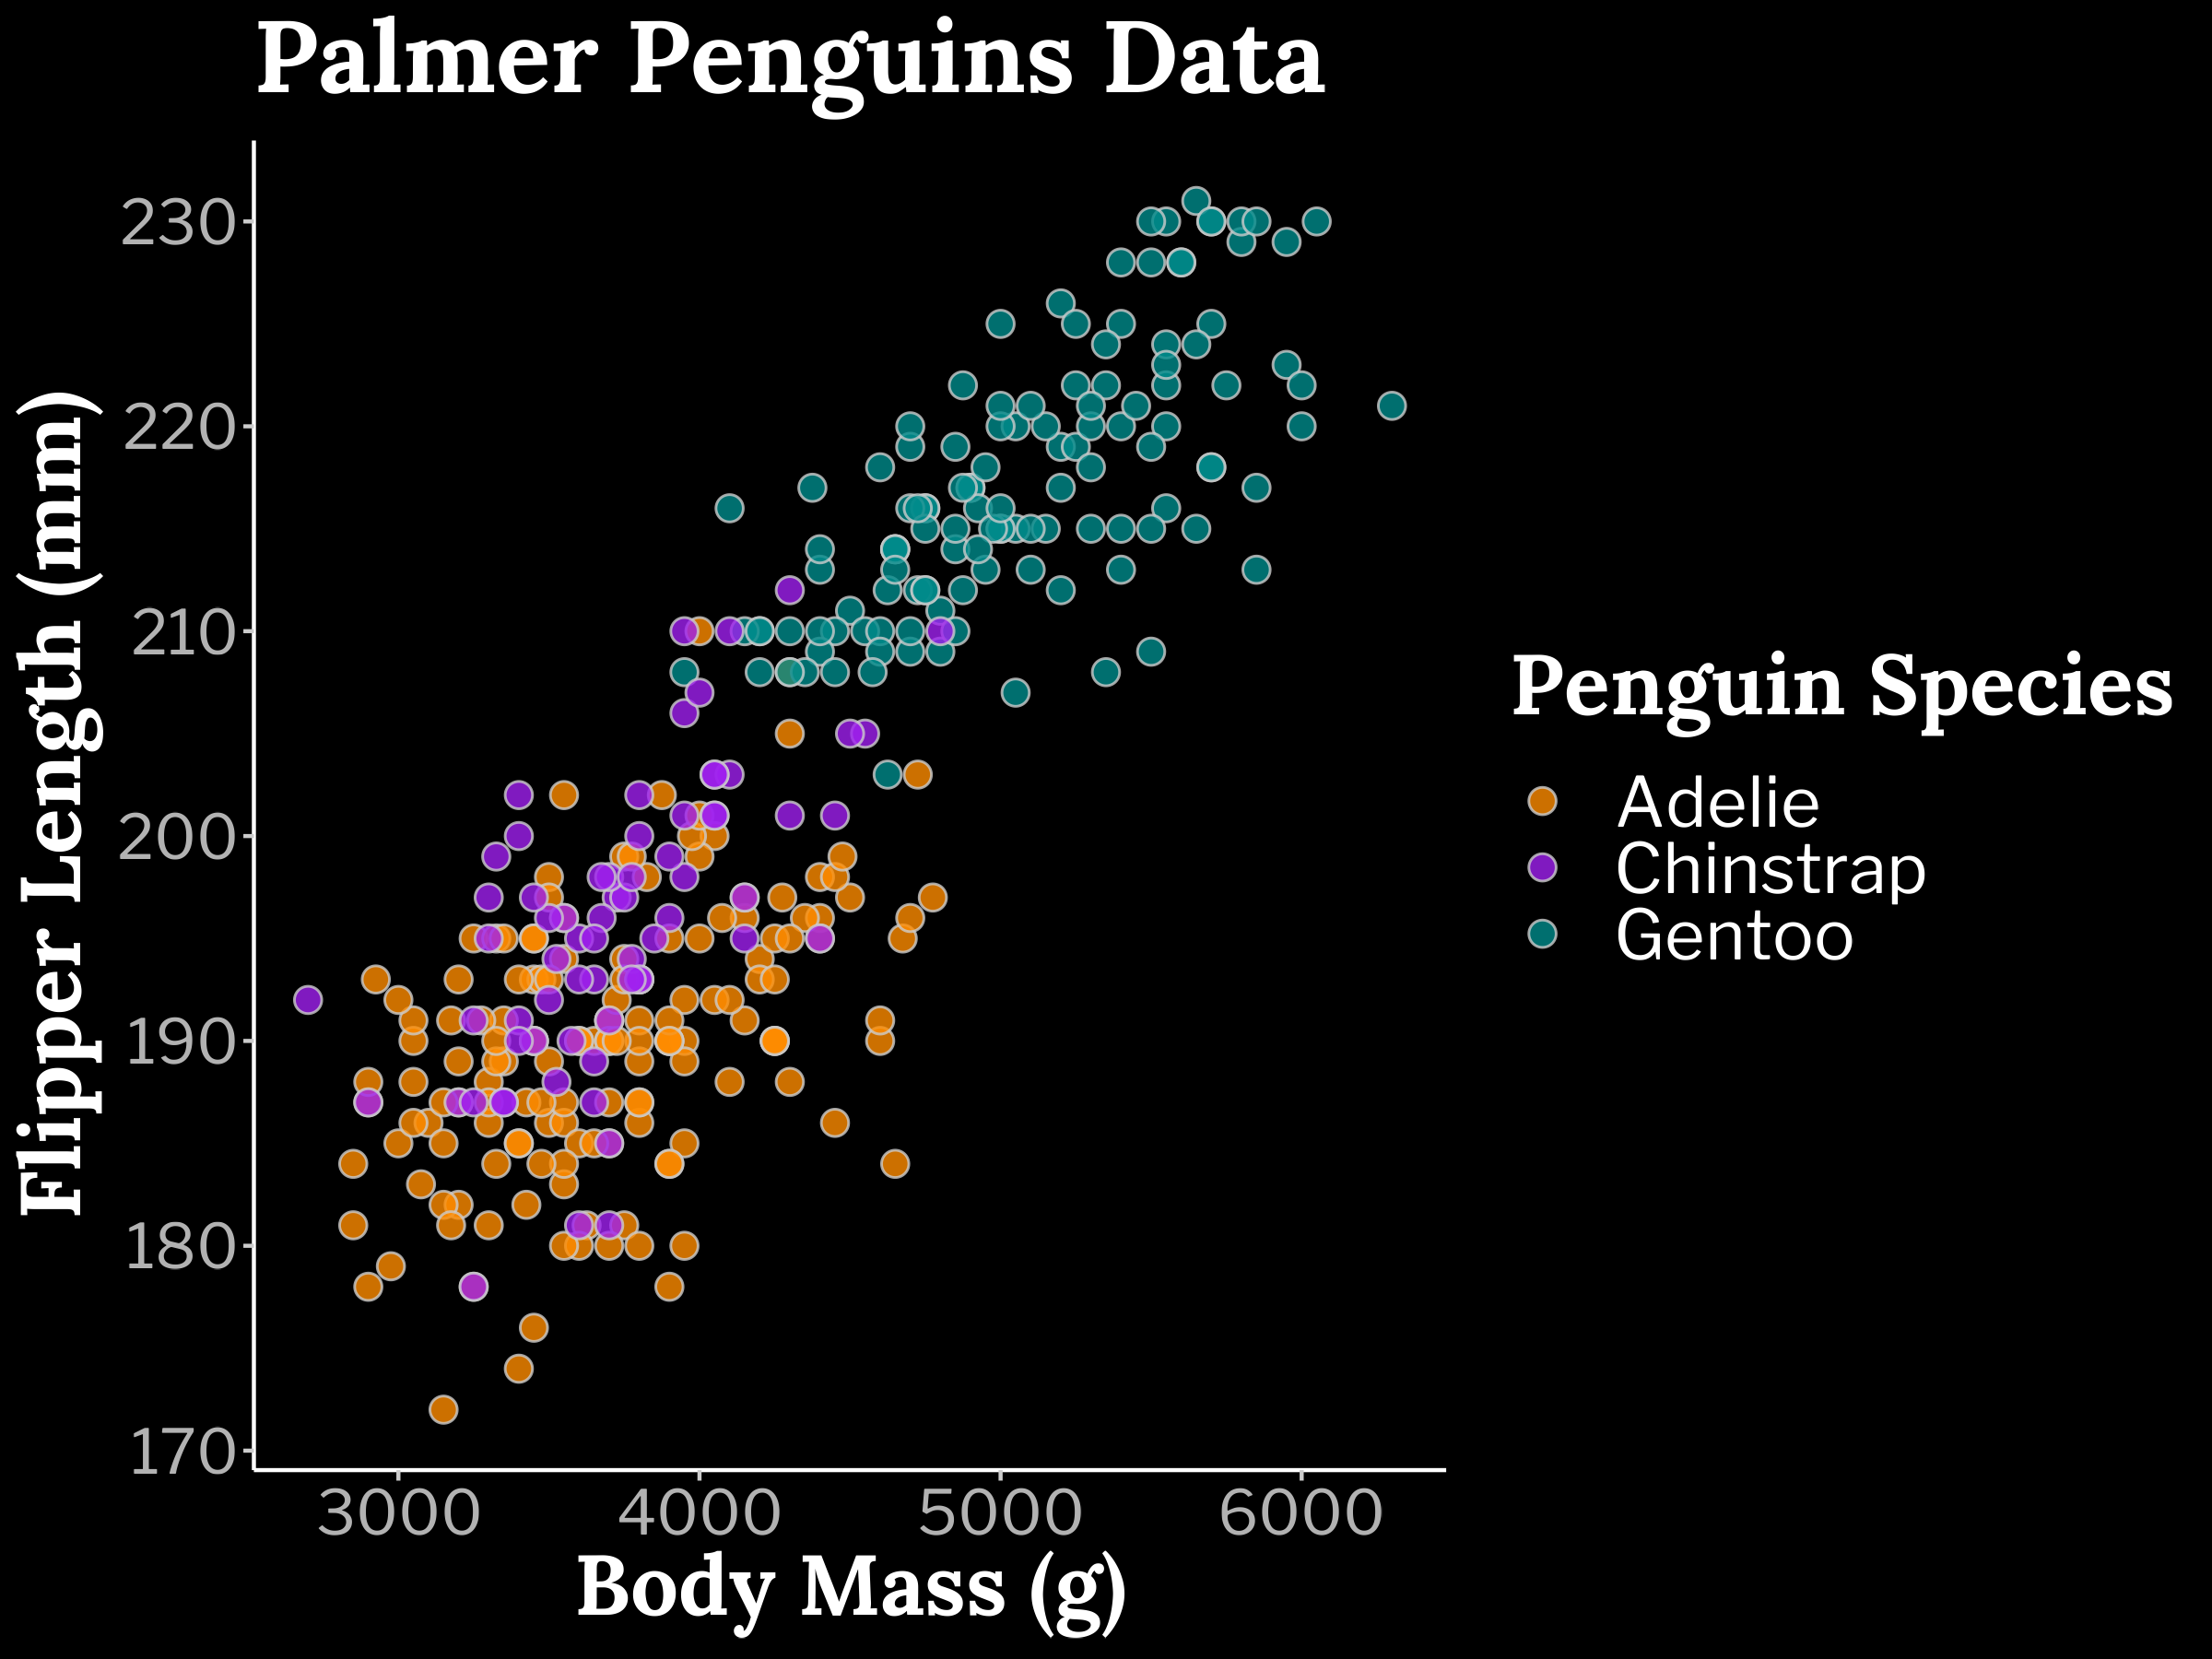 Palmer Penguins Data
Flipper Length (mm)
230
220
210
200
190
180
170
3000 4000 5000 6000
Body Mass (g)
Penguin Species
Adelie
Chinstrap
Gentoo